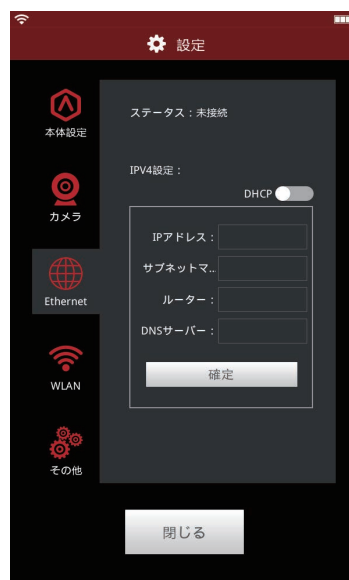 設定
本体設定
カメラ
Ethernet
WLAN
その他
ステータス：未接続
IPV4設定：
DHCP
IPアドレス：
サブネットマ...
ルーター：
DNSサーバー：
確定
閉じる